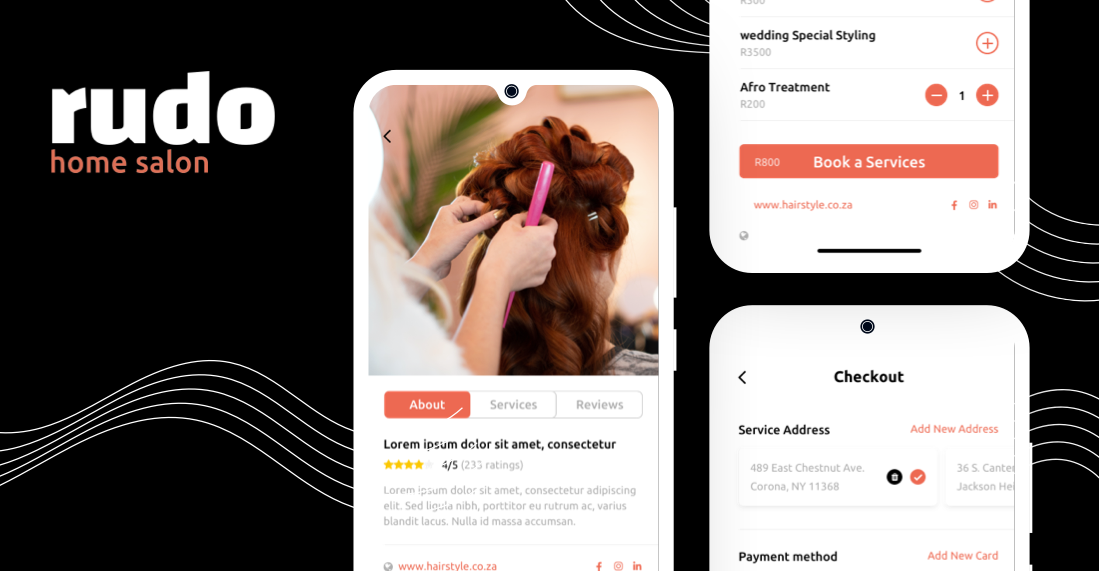 rudo
home salon
About
Services
Reviews
Lorem ipsum dolor sit amet, consectetur
4/5 (233 ratings)
Lorem ipsum dolor sit amet, consectetur adipiscing
elit. Sed ligula nibh, porttitor eu rutrum ac, varius
blandit lacus. Nulla id massa accumsan.
www.hairstyle.co.za
R500
wedding Special Styling
R3500
Afro Treatment
R200
1
R800
Book a Services
www.hairstyle.co.za
Checkout
Service Address
Add New Address
489 East Chestnut Ave.
Corona, NY 11368
36 S. Canter
Jackson Hei
Payment method
Add New Card